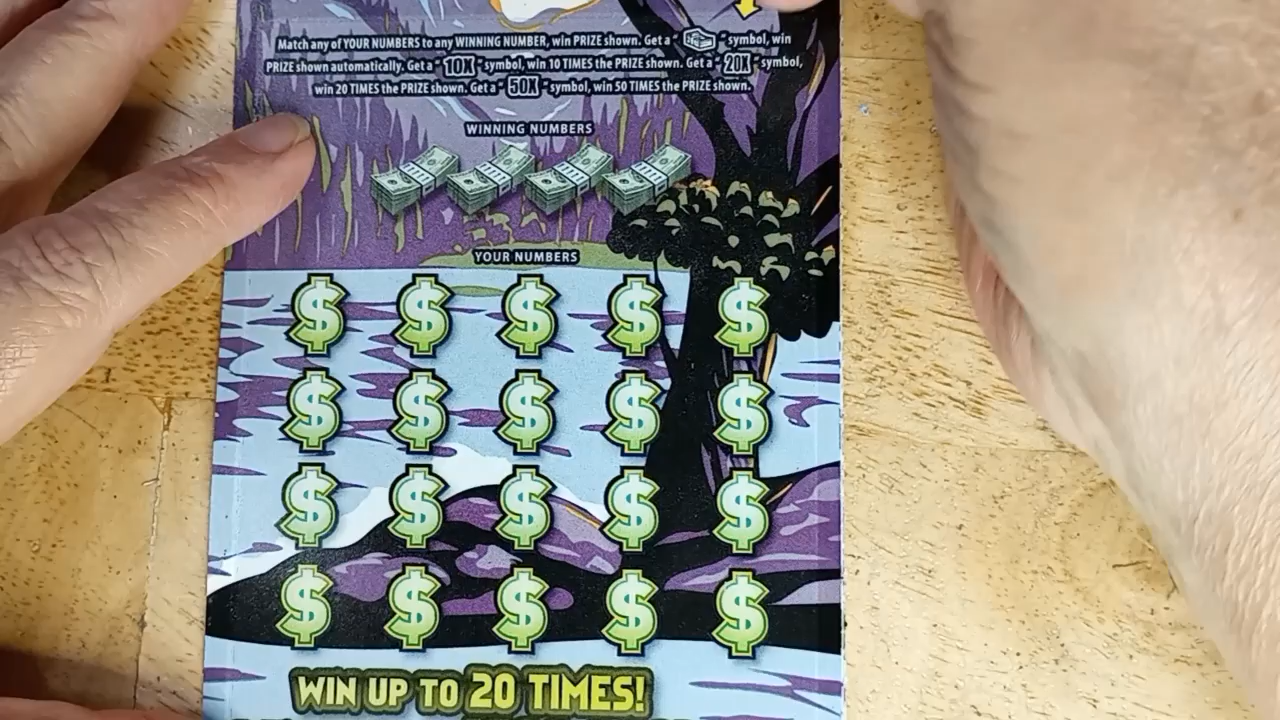 Match any of YOUR NUMBERS to any WINNING NUMBER, win PRIZE shown. Get a " " symbol, win
PRIZE shown automatically. Get a " 10X " symbol, win 10 TIMES the PRIZE shown. Get a " 20X " symbol,
win 20 TIMES the PRIZE shown. Get a " 50X " symbol, win 50 TIMES the PRIZE shown.
WINNING NUMBERS
YOUR NUMBERS
$ $ $ $ $
$ $ $ $ $
$ $ $ $ $
$ $ $ $ $
WIN UP TO 20 TIMES!